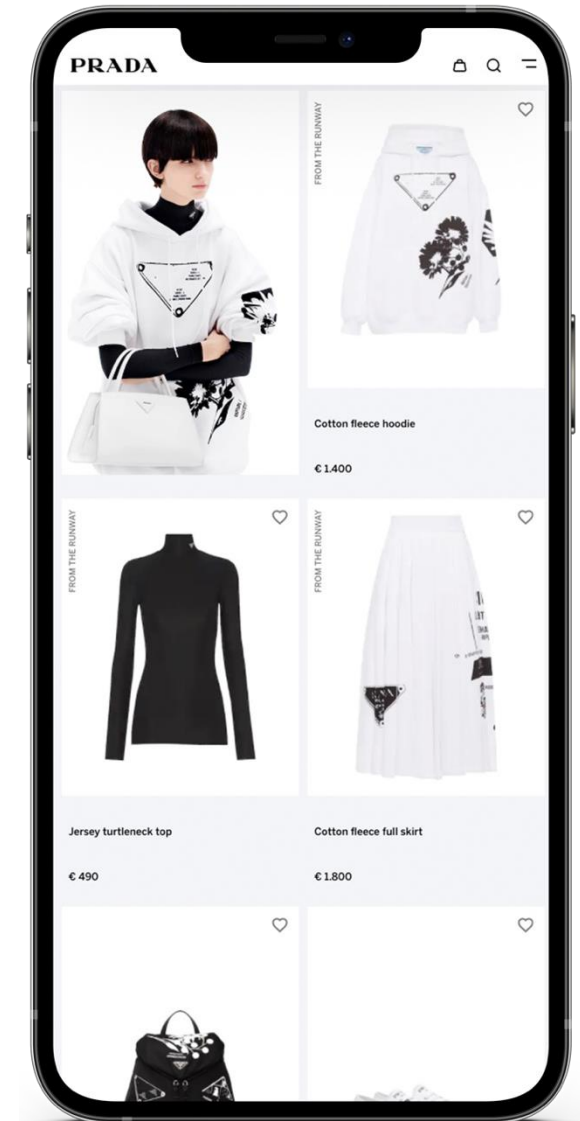 PRADA
FROM THE RUNWAY
Cotton fleece hoodie
€ 1.400
FROM THE RUNWAY
FROM THE RUNWAY
Jersey turtleneck top
Cotton fleece full skirt
€ 490
€ 1.800